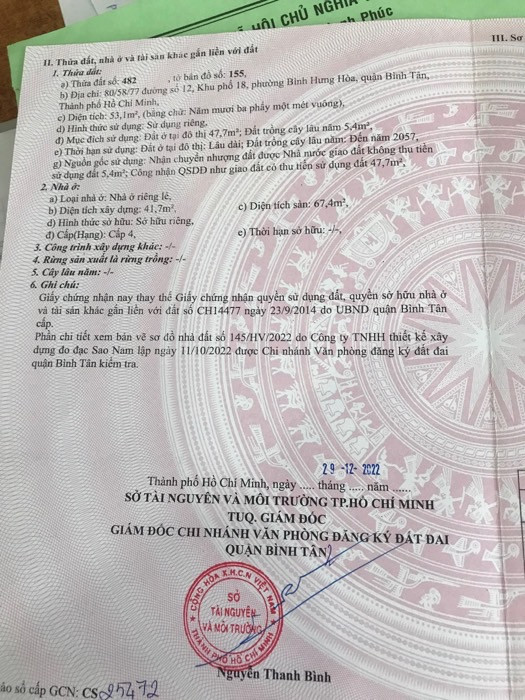 HỘI CHỦ NGHĨA
Phúc
III. Sơ
II. Thửa đất, nhà ở và tài sản khác gắn liền với đất
1. Thửa đất:
a) Thửa đất số: 482 , tờ bản đồ số: 155,
b) Địa chỉ: 80/58/77 đường số 12, Khu phố 18, phường Bình Hưng Hòa, quận Bình Tân,
Thành phố Hồ Chí Minh,
c) Diện tích: 53,1m², (bằng chữ: Năm mươi ba phẩy một mét vuông),
d) Hình thức sử dụng: Sử dụng riêng,
đ) Mục đích sử dụng: Đất ở tại đô thị 47,7m²; Đất trồng cây lâu năm 5,4m²,
e) Thời hạn sử dụng: Đất ở tại đô thị: Lâu dài; Đất trồng cây lâu năm: Đến năm 2057,
g) Nguồn gốc sử dụng: Nhận chuyển nhượng đất được Nhà nước giao đất không thu tiền
sử dụng đất 5,4m²; Công nhận QSDĐ như giao đất có thu tiền sử dụng đất 47,7m²,
2. Nhà ở:
a) Loại nhà ở: Nhà ở riêng lẻ,
b) Diện tích xây dựng: 41,7m², c) Diện tích sàn: 67,4m²,
d) Hình thức sở hữu: Sở hữu riêng,
đ) Cấp(Hạng): Cấp 4, e) Thời hạn sở hữu: -/-,
3. Công trình xây dựng khác: -/-
4. Rừng sản xuất là rừng trồng: -/-
5. Cây lâu năm: -/-
6. Ghi chú:
Giấy chứng nhận nay thay thế Giấy chứng nhận quyền sử dụng đất, quyền sở hữu nhà ở
và tài sản khác gắn liền với đất số CH14477 ngày 23/9/2014 do UBND quận Bình Tân
cấp.
Phần chi tiết xem bản vẽ sơ đồ nhà đất số 145/HV/2022 do Công ty TNHH thiết kế xây
dựng đo đạc Sao Nam lập ngày 11/10/2022 được Chi nhánh Văn phòng đăng ký đất đai
quận Bình Tân kiểm tra.
29 -12- 2022
Thành phố Hồ Chí Minh, ngày ..... tháng ..... năm ......
SỞ TÀI NGUYÊN VÀ MÔI TRƯỜNG TP.HỒ CHÍ MINH
TUQ. GIÁM ĐỐC
GIÁM ĐỐC CHI NHÁNH VĂN PHÒNG ĐĂNG KÝ ĐẤT ĐAI
QUẬN BÌNH TÂN
CỘNG HÒA X.H.C.N VIỆT NAM
SỞ
TÀI NGUYÊN
VÀ MÔI TRƯỜNG
THÀNH PHỐ HỒ CHÍ MINH
Nguyễn Thanh Bình
ào sổ cấp GCN: CS 25472